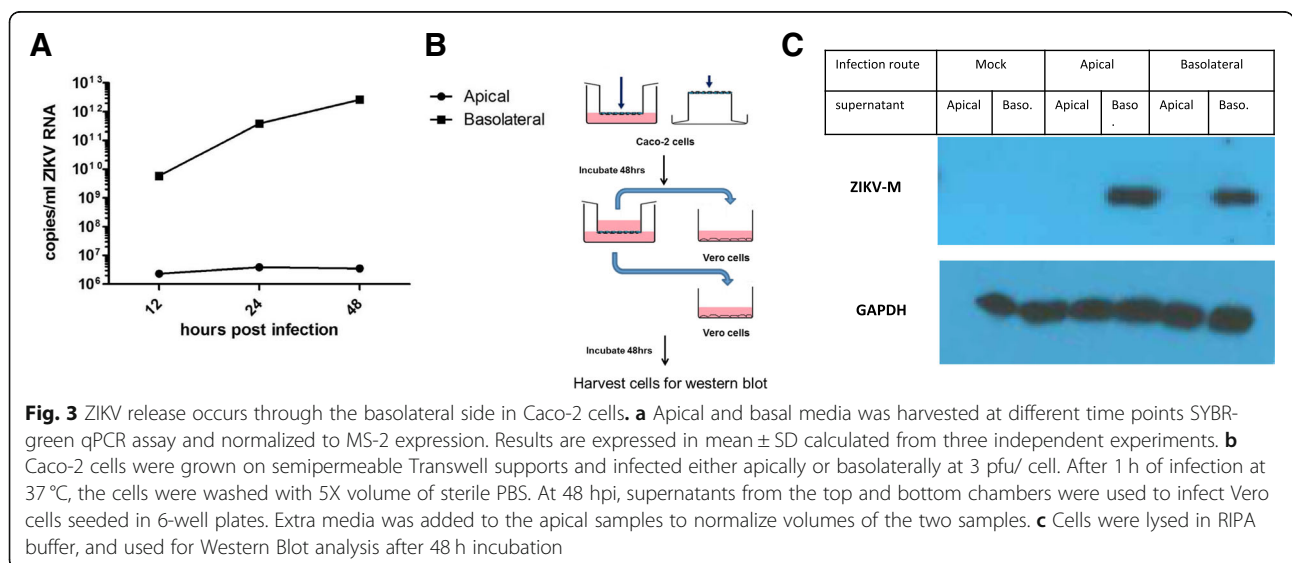 A
B
C
10¹³
10¹²
10¹¹
10¹⁰
10⁹
10⁸
10⁷
10⁶
copies/ml ZIKV RNA
12
24
48
hours post infection
Apical
Basolateral
Caco-2 cells
Incubate 48hrs
Vero cells
Vero cells
Incubate 48hrs
Harvest cells for western blot
Infection route Mock Apical Basolateral
supernatant Apical Baso. Apical Baso . Apical Baso.
ZIKV-M
GAPDH
Fig. 3 ZIKV release occurs through the basolateral side in Caco-2 cells. a Apical and basal media was harvested at different time points SYBR-
green qPCR assay and normalized to MS-2 expression. Results are expressed in mean ± SD calculated from three independent experiments. b
Caco-2 cells were grown on semipermeable Transwell supports and infected either apically or basolaterally at 3 pfu/ cell. After 1 h of infection at
37 °C, the cells were washed with 5X volume of sterile PBS. At 48 hpi, supernatants from the top and bottom chambers were used to infect Vero
cells seeded in 6-well plates. Extra media was added to the apical samples to normalize volumes of the two samples. c Cells were lysed in RIPA
buffer, and used for Western Blot analysis after 48 h incubation